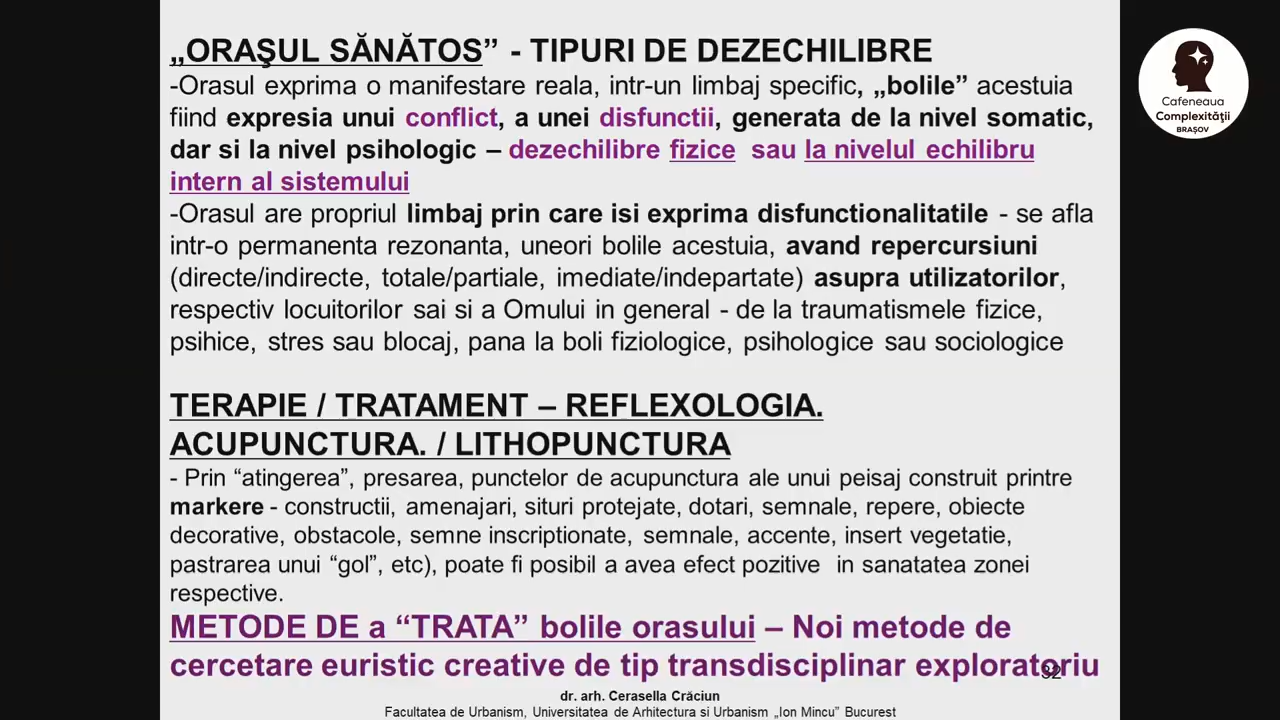 „ORAŞUL SĂNĂTOS” - TIPURI DE DEZECHILIBRE
-Orasul exprima o manifestare reala, intr-un limbaj specific, „bolile” acestuia
fiind expresia unui conflict, a unei disfunctii, generata de la nivel somatic,
dar si la nivel psihologic – dezechilibre fizice sau la nivelul echilibru
intern al sistemului
-Orasul are propriul limbaj prin care isi exprima disfunctionalitatile - se afla
intr-o permanenta rezonanta, uneori bolile acestuia, avand repercursiuni
(directe/indirecte, totale/partiale, imediate/indepartate) asupra utilizatorilor,
respectiv locuitorilor sai si a Omului in general - de la traumatismele fizice,
psihice, stres sau blocaj, pana la boli fiziologice, psihologice sau sociologice
TERAPIE / TRATAMENT – REFLEXOLOGIA.
ACUPUNCTURA. / LITHOPUNCTURA
- Prin “atingerea”, presarea, punctelor de acupunctura ale unui peisaj construit printre
markere - constructii, amenajari, situri protejate, dotari, semnale, repere, obiecte
decorative, obstacole, semne inscriptionate, semnale, accente, insert vegetatie,
pastrarea unui “gol”, etc), poate fi posibil a avea efect pozitive in sanatatea zonei
respective.
METODE DE a “TRATA” bolile orasului – Noi metode de
cercetare euristic creative de tip transdisciplinar exploratoriu
32
dr. arh. Cerasella Crăciun
Facultatea de Urbanism, Universitatea de Arhitectura si Urbanism „Ion Mincu” Bucurest
Cafeneaua
Complexităţii
BRAŞOV